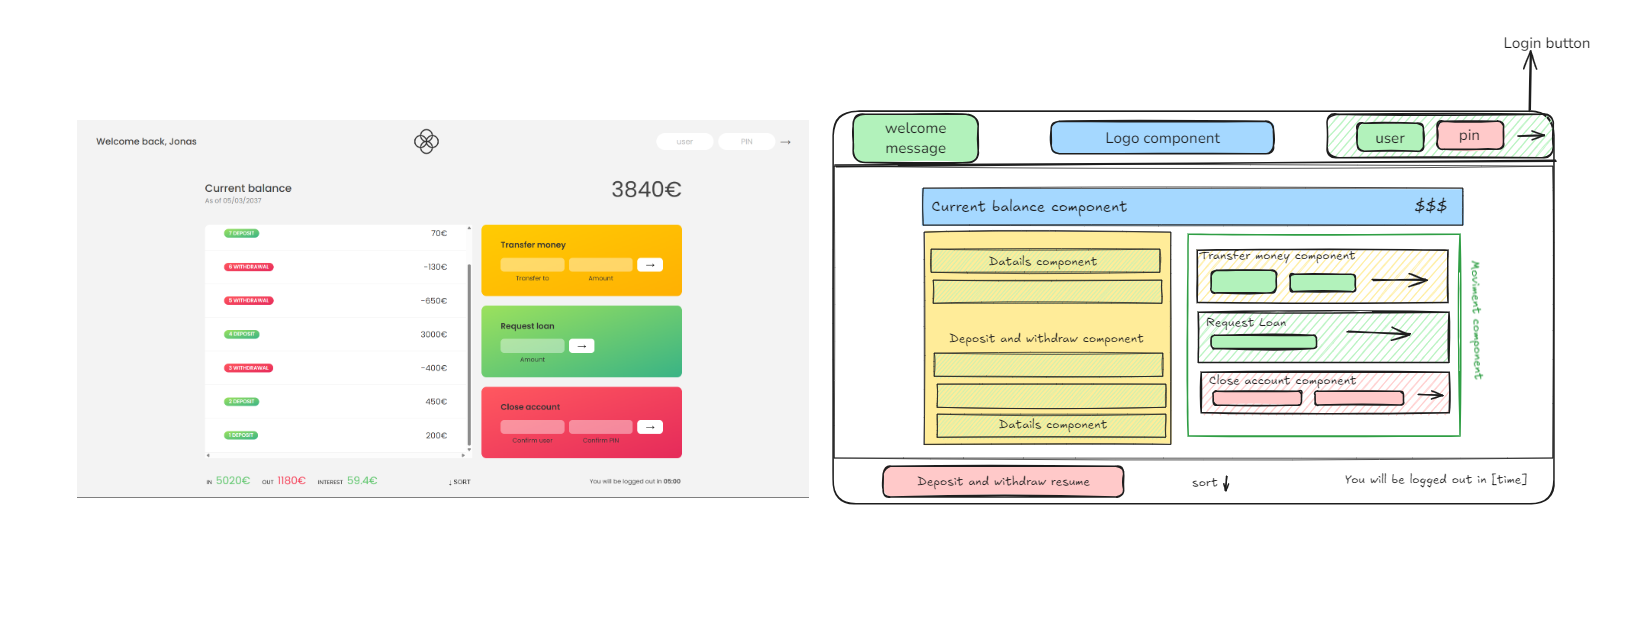 Login button
Welcome back, Jonas
user
PIN
→
Current balance
As of 05/03/2037
3840€
7 DEPOSIT
70€
6 WITHDRAWAL
-130€
5 WITHDRAWAL
-650€
4 DEPOSIT
3000€
3 WITHDRAWAL
-400€
2 DEPOSIT
450€
1 DEPOSIT
200€
Transfer money
→
Transfer to
Amount
Request loan
→
Amount
Close account
→
Confirm user
Confirm PIN
IN 5020€ OUT 1180€ INTEREST 59.4€
↓ SORT
You will be logged out in 05:00
welcome
message
Logo component
user
pin
Current balance component
$$$
Datails component
Deposit and withdraw component
Datails component
Transfer money component
Request Loan
Close account component
Moviment component
Deposit and withdraw resume
sort
You will be logged out in [time]